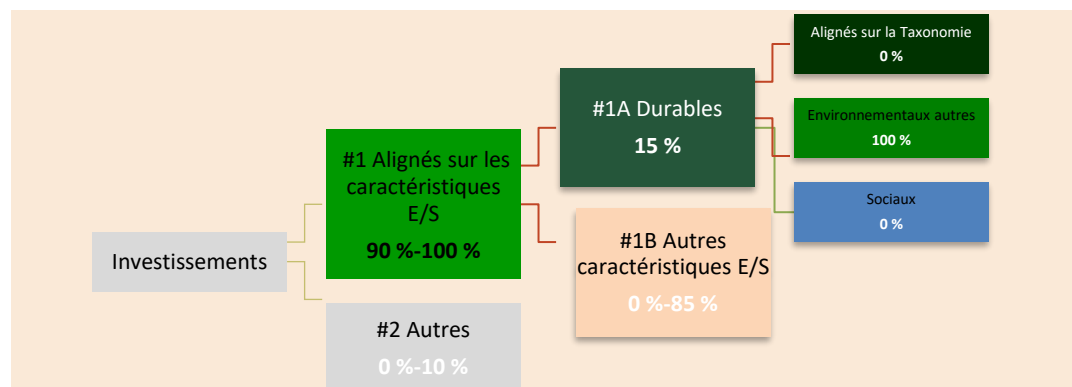 Investissements
#1 Alignés sur les
caractéristiques
E/S
90 %-100 %
#2 Autres
0 %-10 %
#1A Durables
15 %
#1B Autres
caractéristiques E/S
0 %-85 %
Alignés sur la Taxonomie
0 %
Environnementaux autres
100 %
Sociaux
0 %